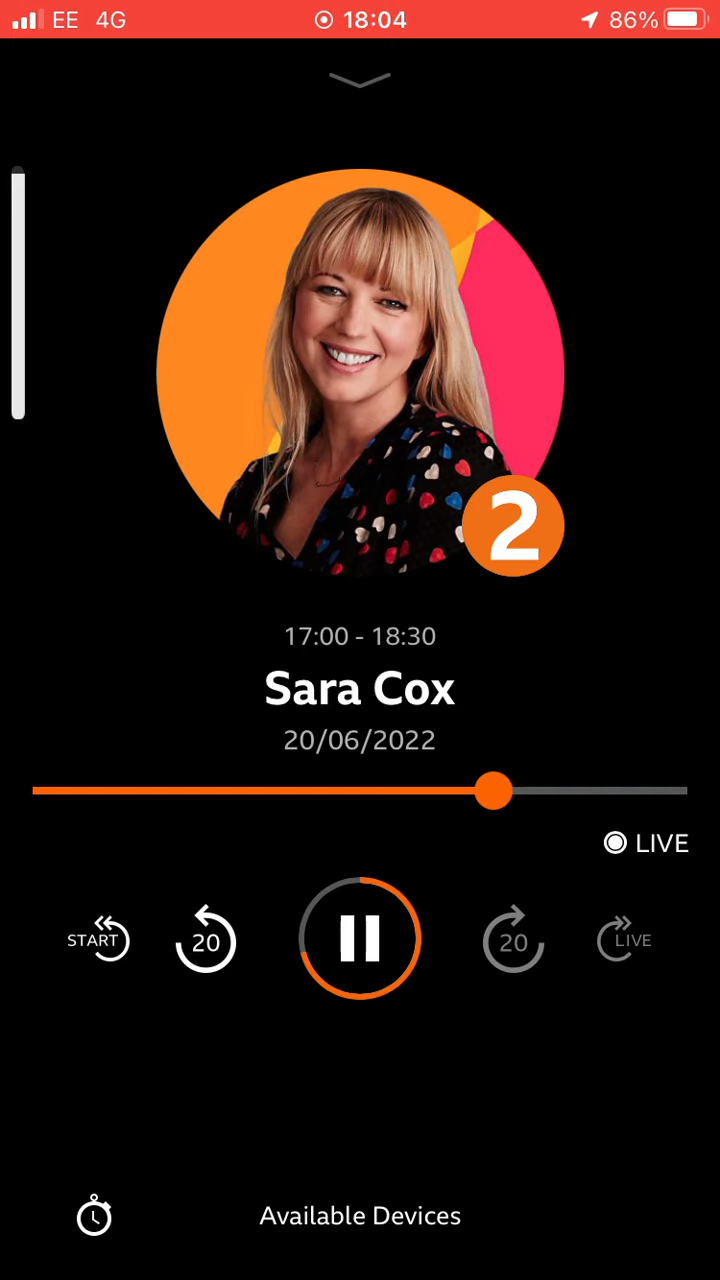 EE 4G 18:04 86%
2
17:00 - 18:30
Sara Cox
20/06/2022
LIVE
START 20 20 LIVE
Available Devices